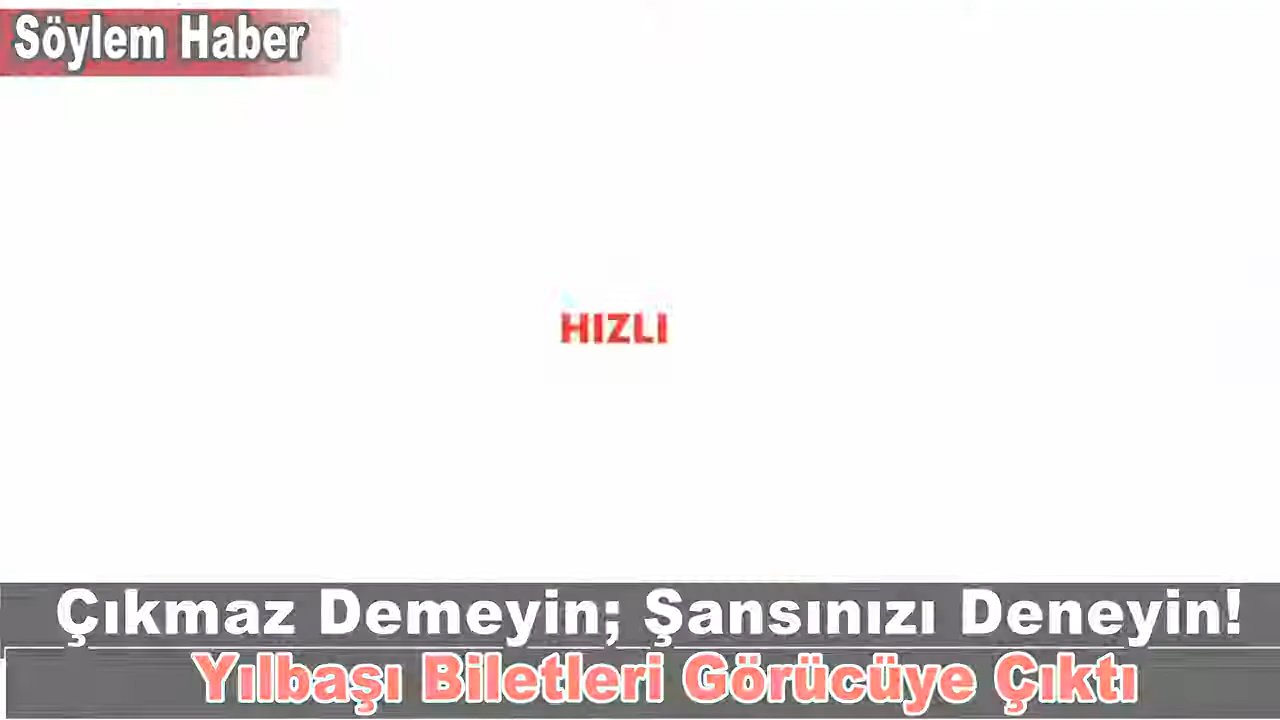 Söylem Haber
HIZLI
Çıkmaz Demeyin; Şansınızı Deneyin!
Yılbaşı Biletleri Görücüye Çıktı